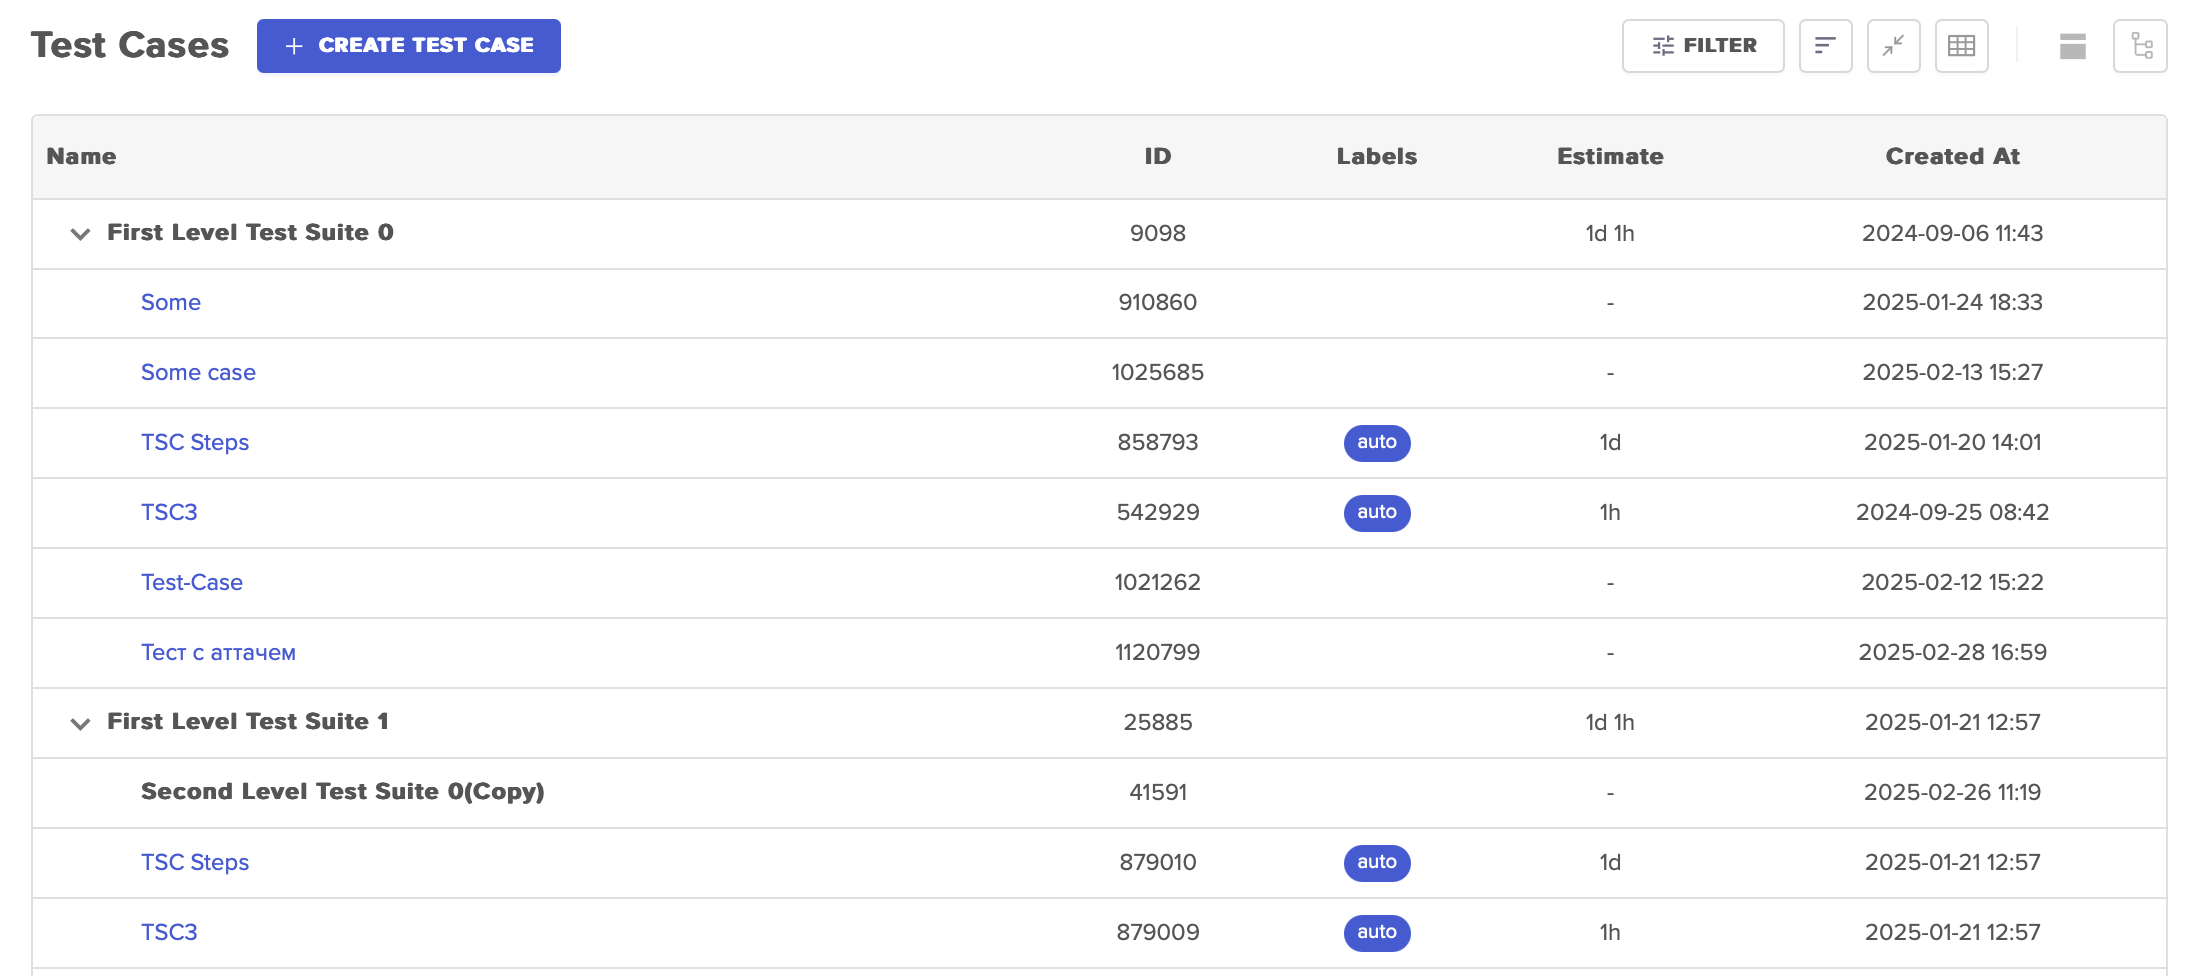 Test Cases + CREATE TEST CASE FILTER
Name ID Labels Estimate Created At
First Level Test Suite 0 9098 1d 1h 2024-09-06 11:43
Some 910860 - 2025-01-24 18:33
Some case 1025685 - 2025-02-13 15:27
TSC Steps 858793 auto 1d 2025-01-20 14:01
TSC3 542929 auto 1h 2024-09-25 08:42
Test-Case 1021262 - 2025-02-12 15:22
Тест с аттачем 1120799 - 2025-02-28 16:59
First Level Test Suite 1 25885 1d 1h 2025-01-21 12:57
Second Level Test Suite 0(Copy) 41591 - 2025-02-26 11:19
TSC Steps 879010 auto 1d 2025-01-21 12:57
TSC3 879009 auto 1h 2025-01-21 12:57